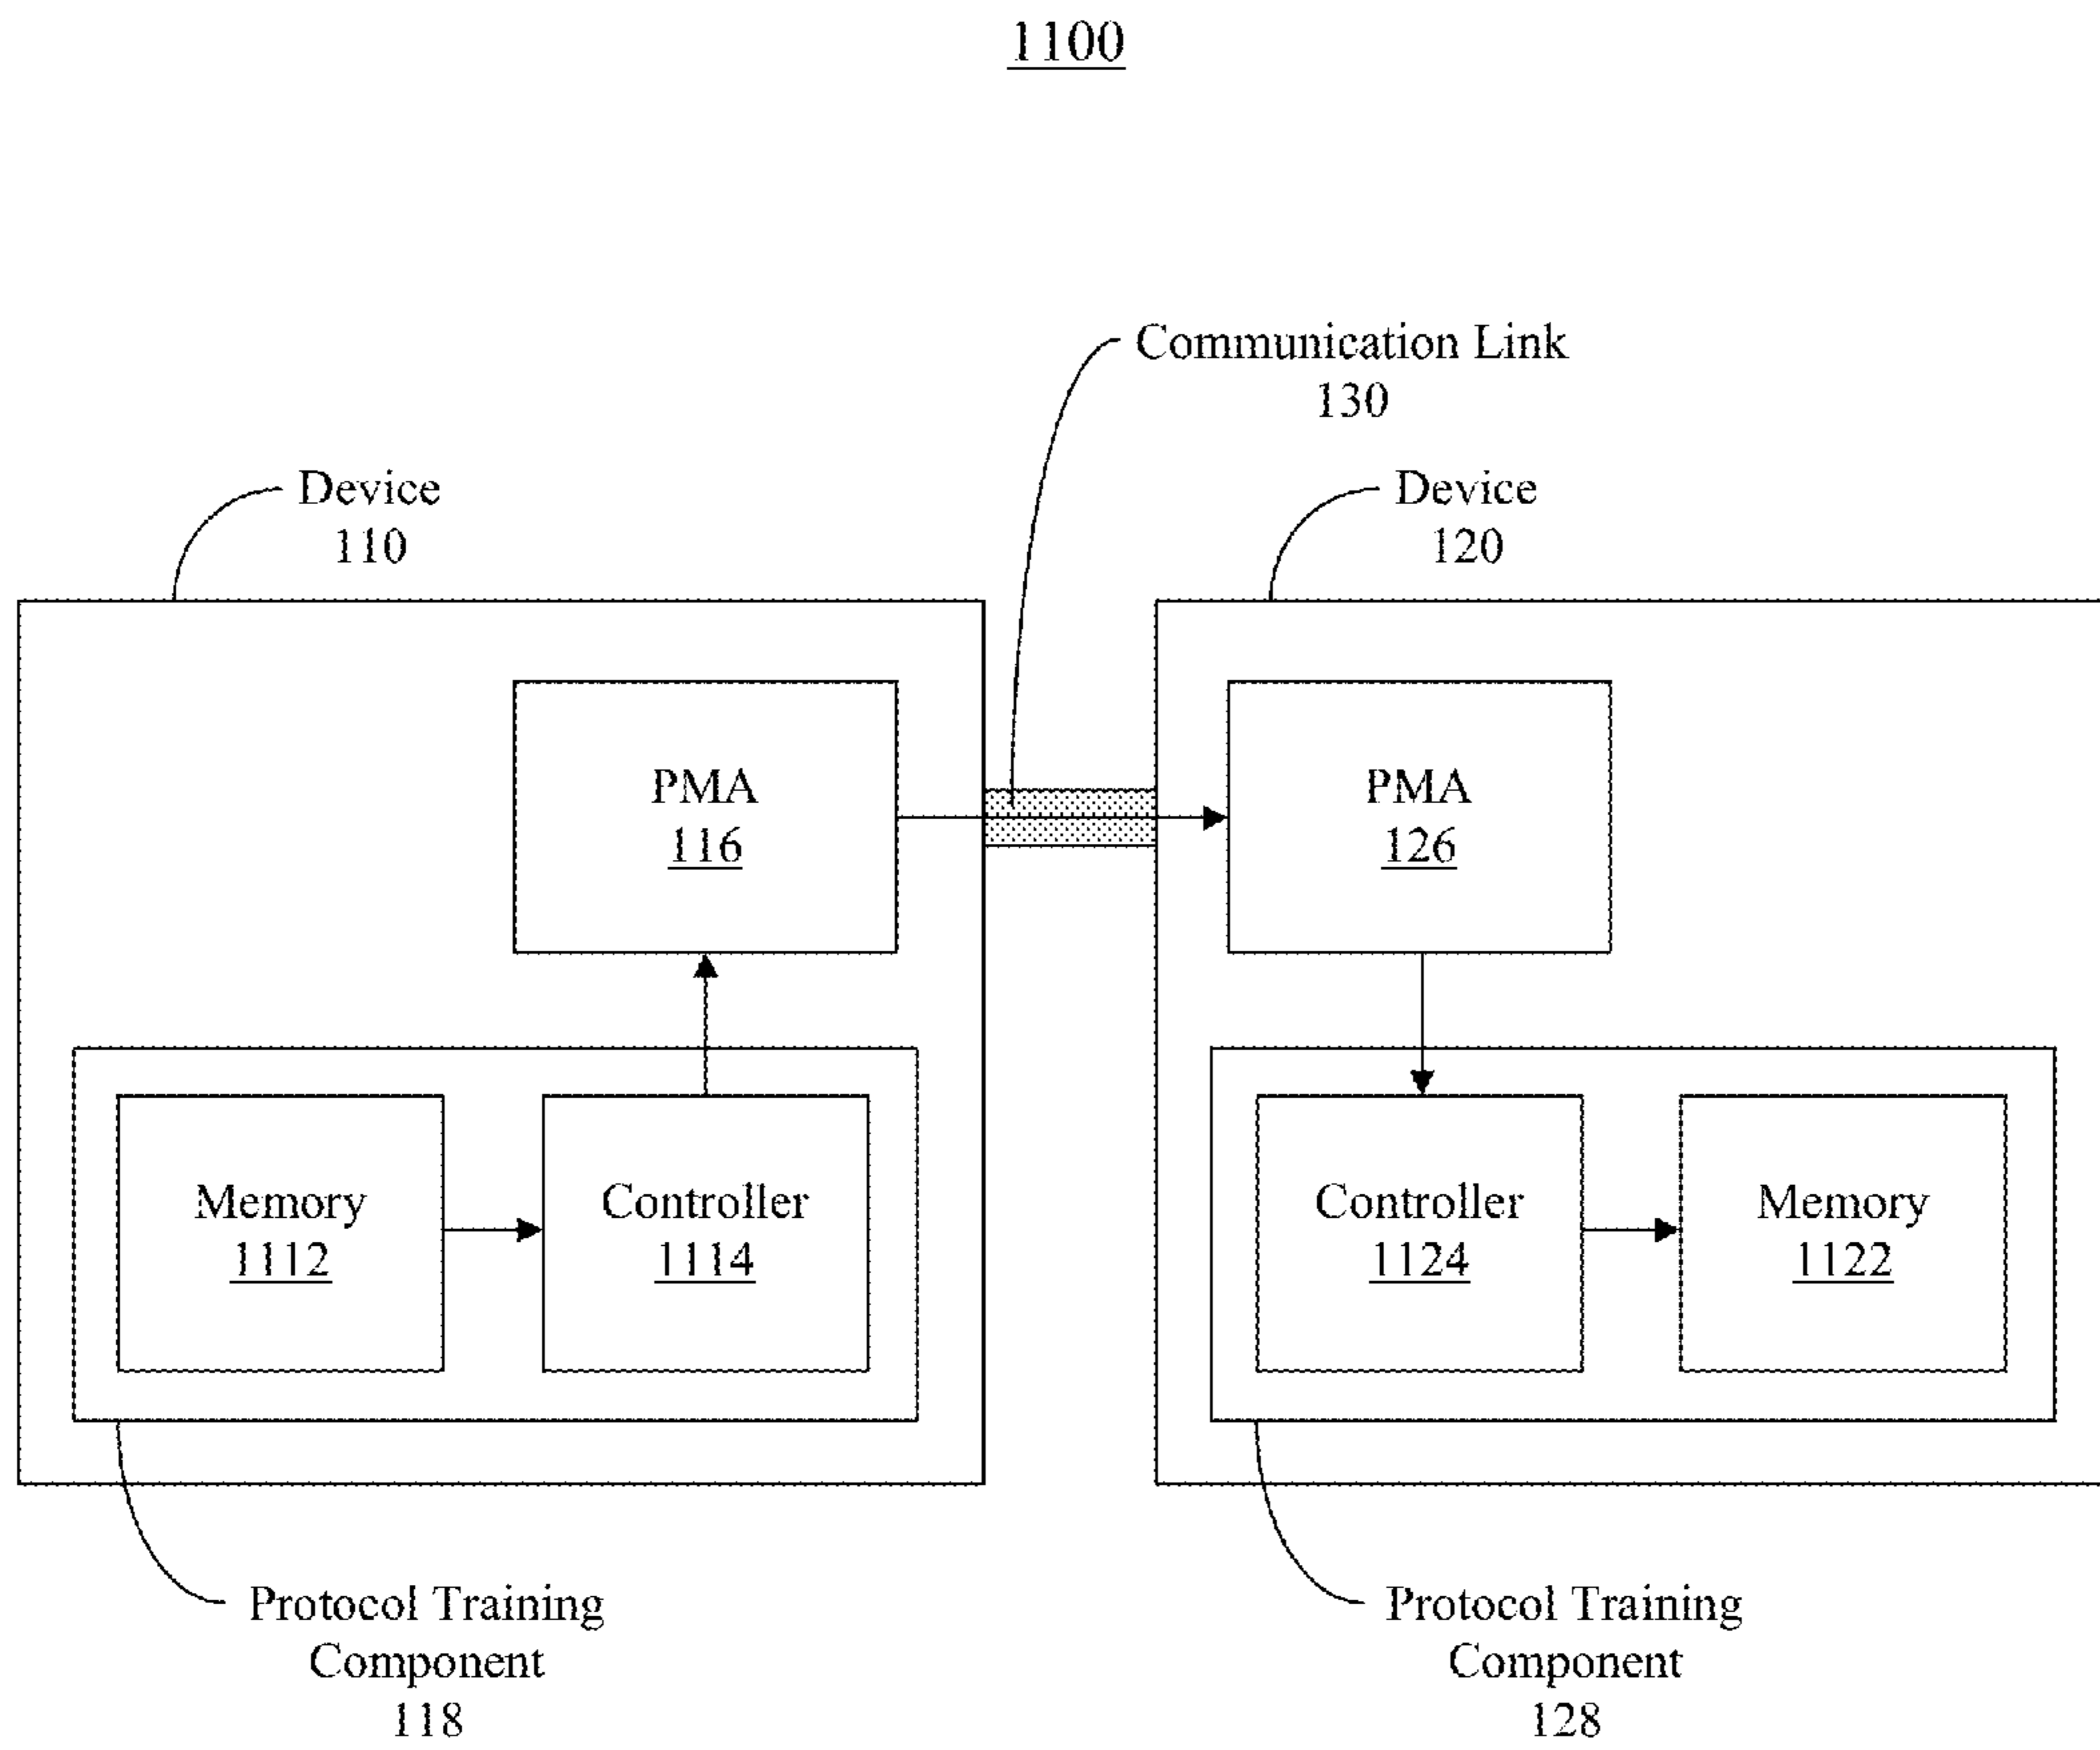 1100
Communication Link
130
Device
110
Device
120
PMA
116
PMA
126
Memory
1112
Controller
1114
Controller
1124
Memory
1122
Protocol Training
Component
118
Protocol Training
Component
128